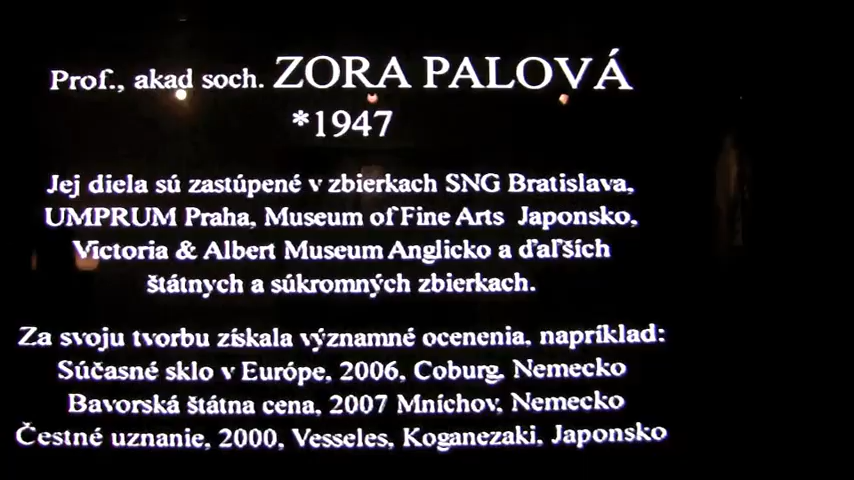 Prof., akad soch. ZORA PALOVÁ
*1947
Jej diela sú zastúpené v zbierkach SNG Bratislava,
UMPRUM Praha, Museum of Fine Arts Japonsko,
Victoria & Albert Museum Anglicko a ďaľších
štátnych a súkromných zbierkach.
Za svoju tvorbu získala významné ocenenia, napríklad:
Súčasné sklo v Európe, 2006, Coburg, Nemecko
Bavorská štátna cena, 2007 Mníchov, Nemecko
Čestné uznanie, 2000, Vesseles, Koganezaki, Japonsko